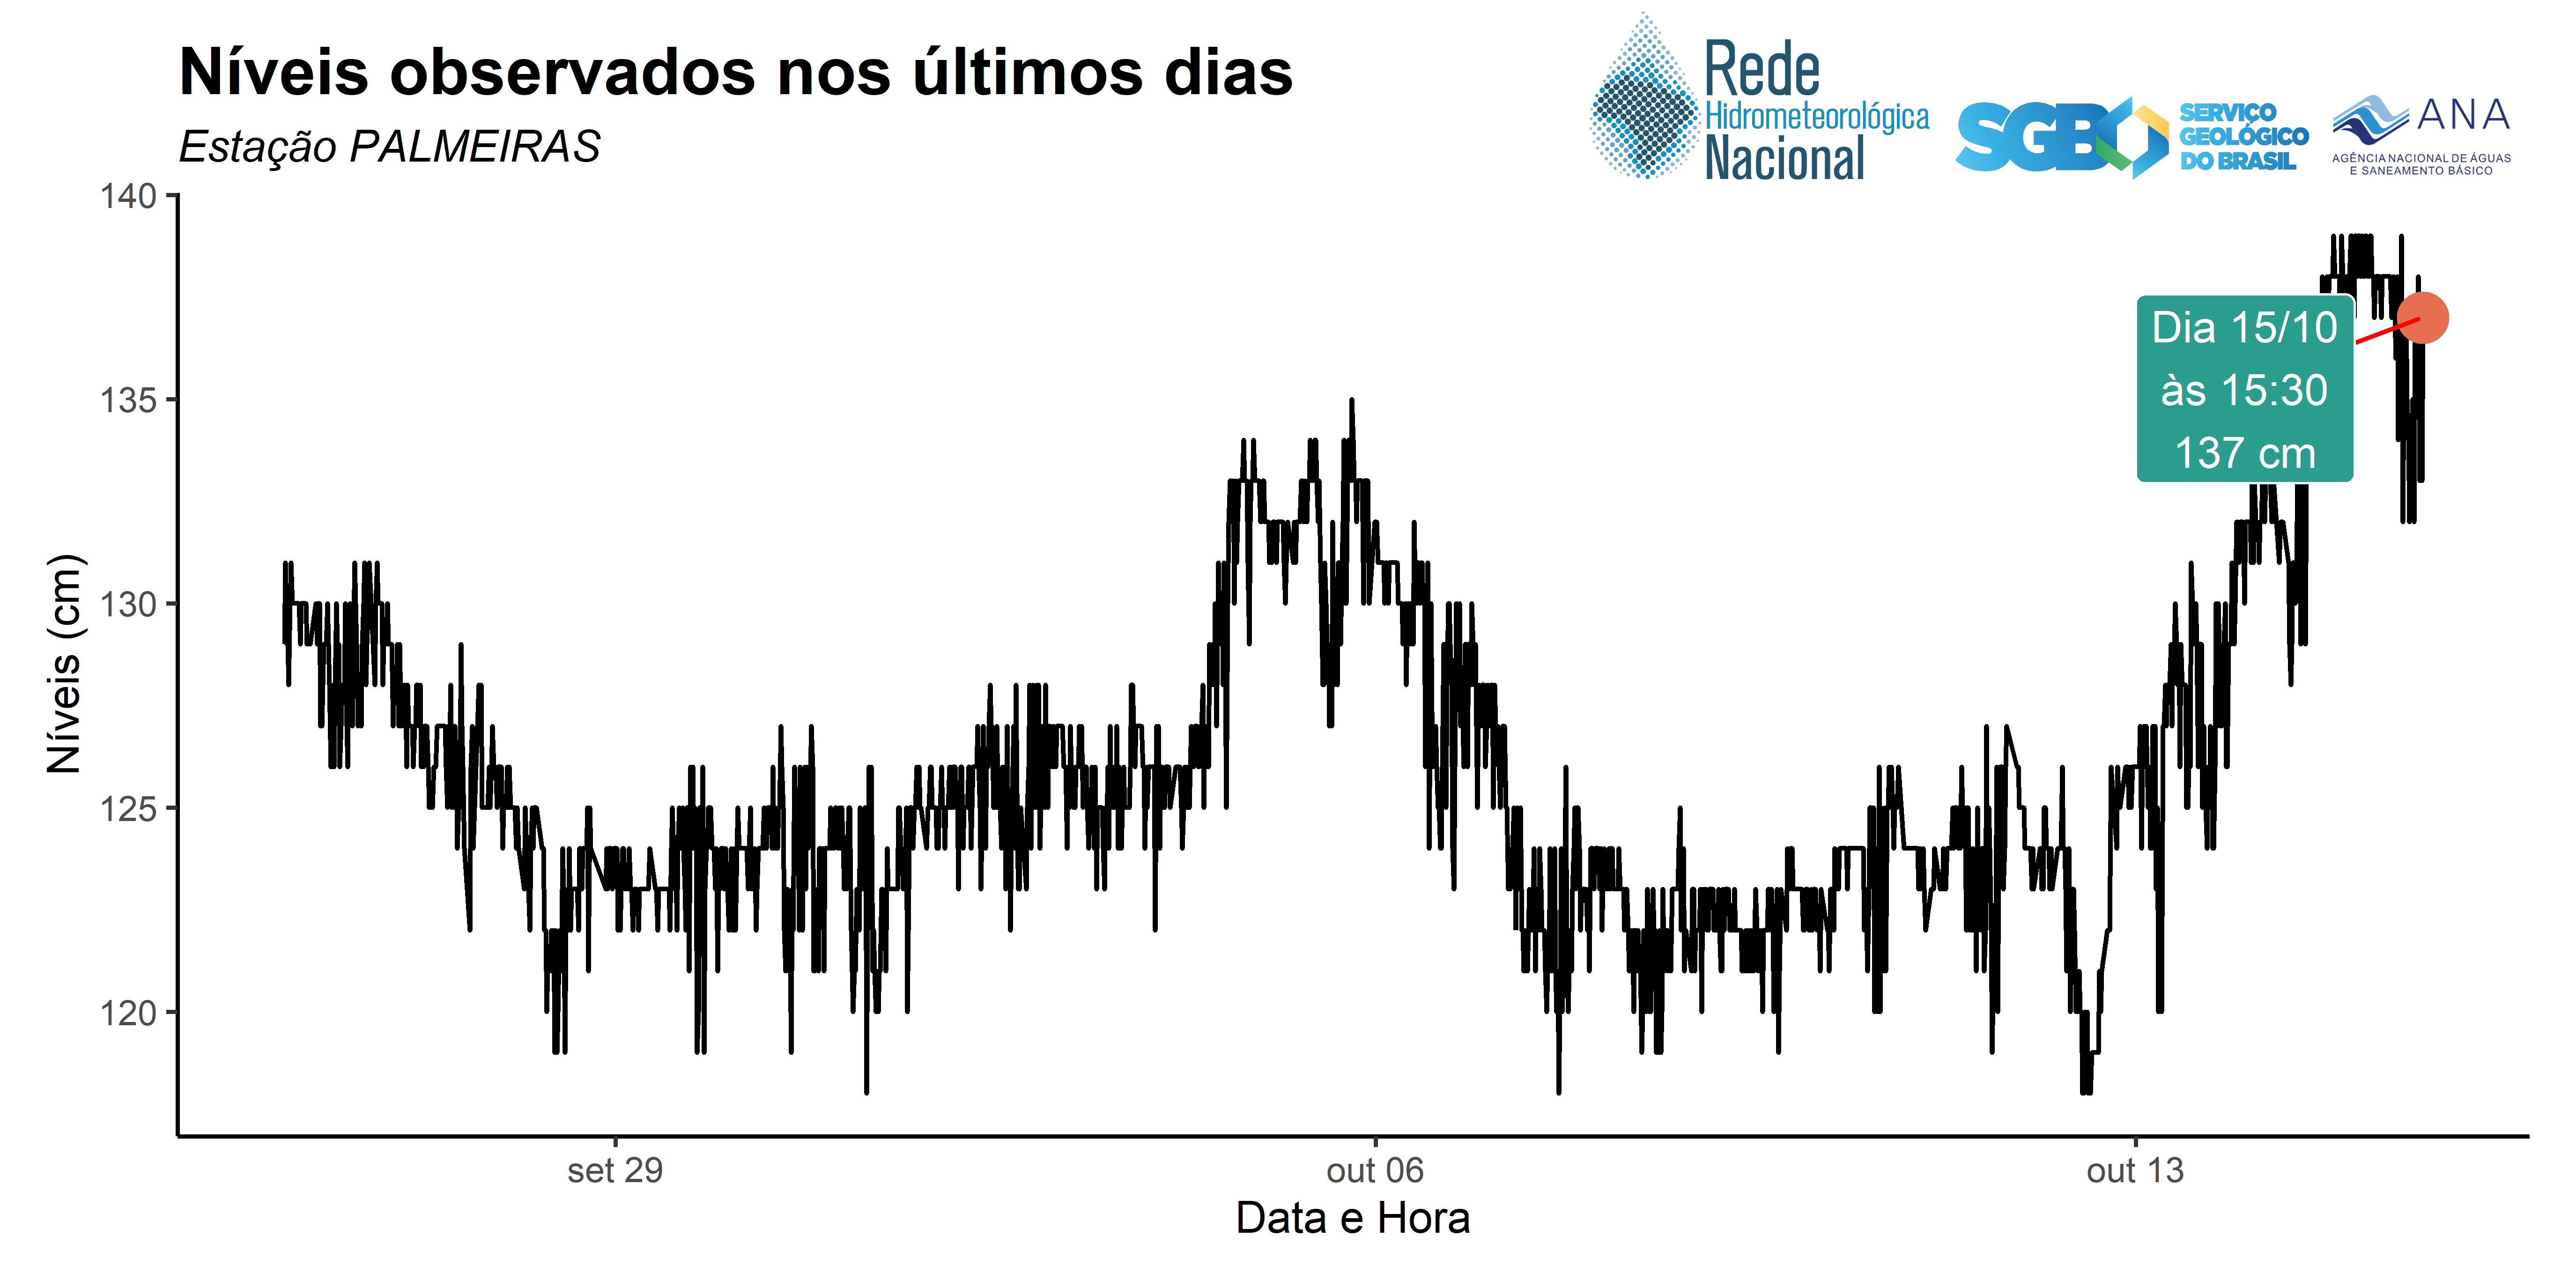 Níveis observados nos últimos dias
Estação PALMEIRAS
Rede
Hidrometeorológica
Nacional
SGB
SERVIÇO
GEOLÓGICO
DO BRASIL
ANA
AGÊNCIA NACIONAL DE ÁGUAS
E SANEAMENTO BÁSICO
140
135
130
125
120
Níveis (cm)
Dia 15/10
às 15:30
137 cm
set 29
out 06
out 13
Data e Hora